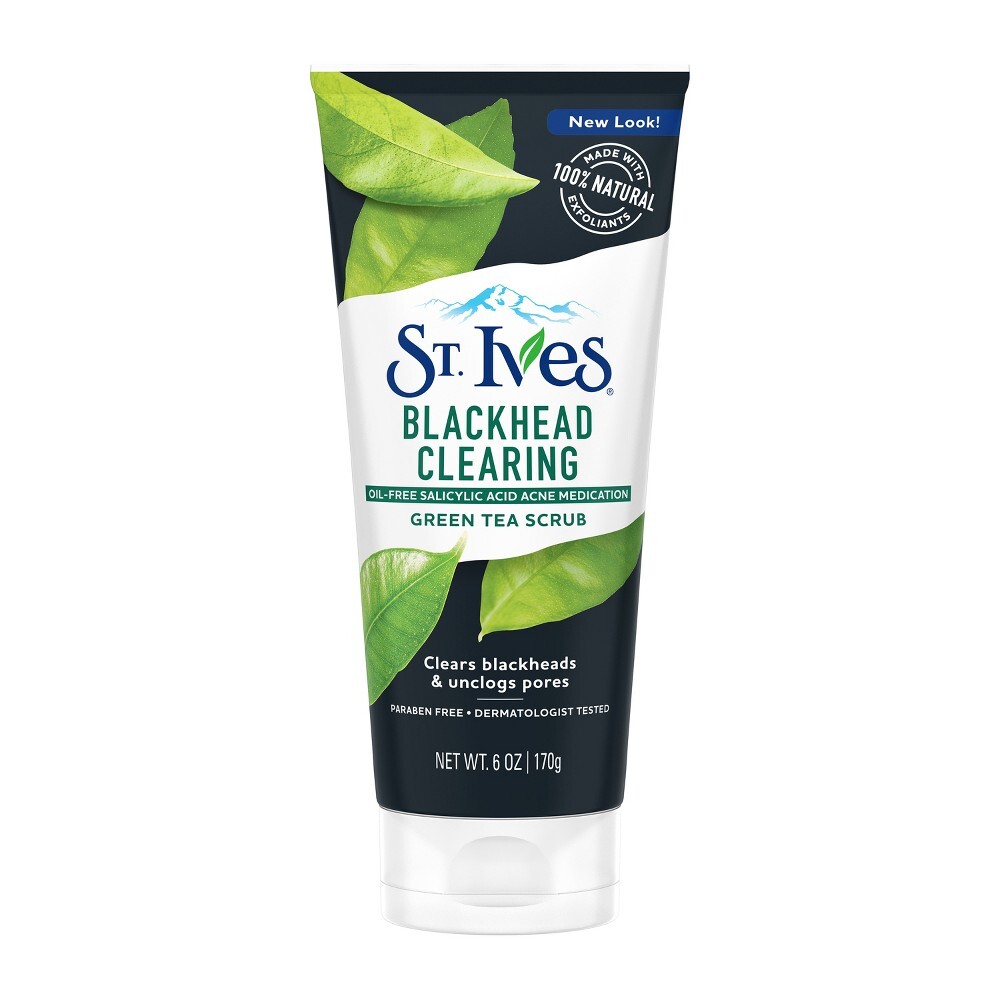 New Look!
MADE WITH
100% NATURAL
EXFOLIANTS
ST. IVES®
BLACKHEAD
CLEARING
OIL-FREE SALICYLIC ACID ACNE MEDICATION
GREEN TEA SCRUB
Clears blackheads
& unclogs pores
PARABEN FREE • DERMATOLOGIST TESTED
NET WT. 6 OZ | 170g